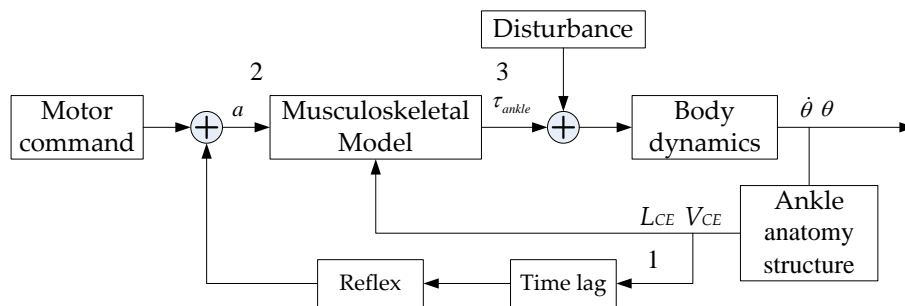 Disturbance
2
3
Motor
command
a
Musculoskeletal
Model
τankle
Body
dynamics
θ̇ θ
LCE VCE
Ankle
anatomy
structure
1
Reflex
Time lag